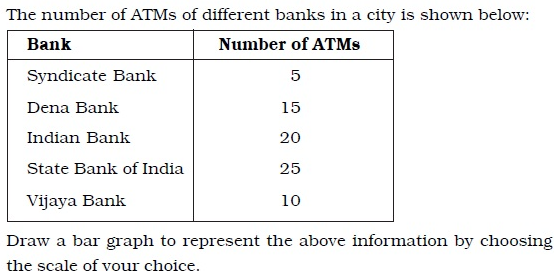 The number of ATMs of different banks in a city is shown below:
Bank Number of ATMs
Syndicate Bank 5
Dena Bank 15
Indian Bank 20
State Bank of India 25
Vijaya Bank 10
Draw a bar graph to represent the above information by choosing
the scale of your choice.